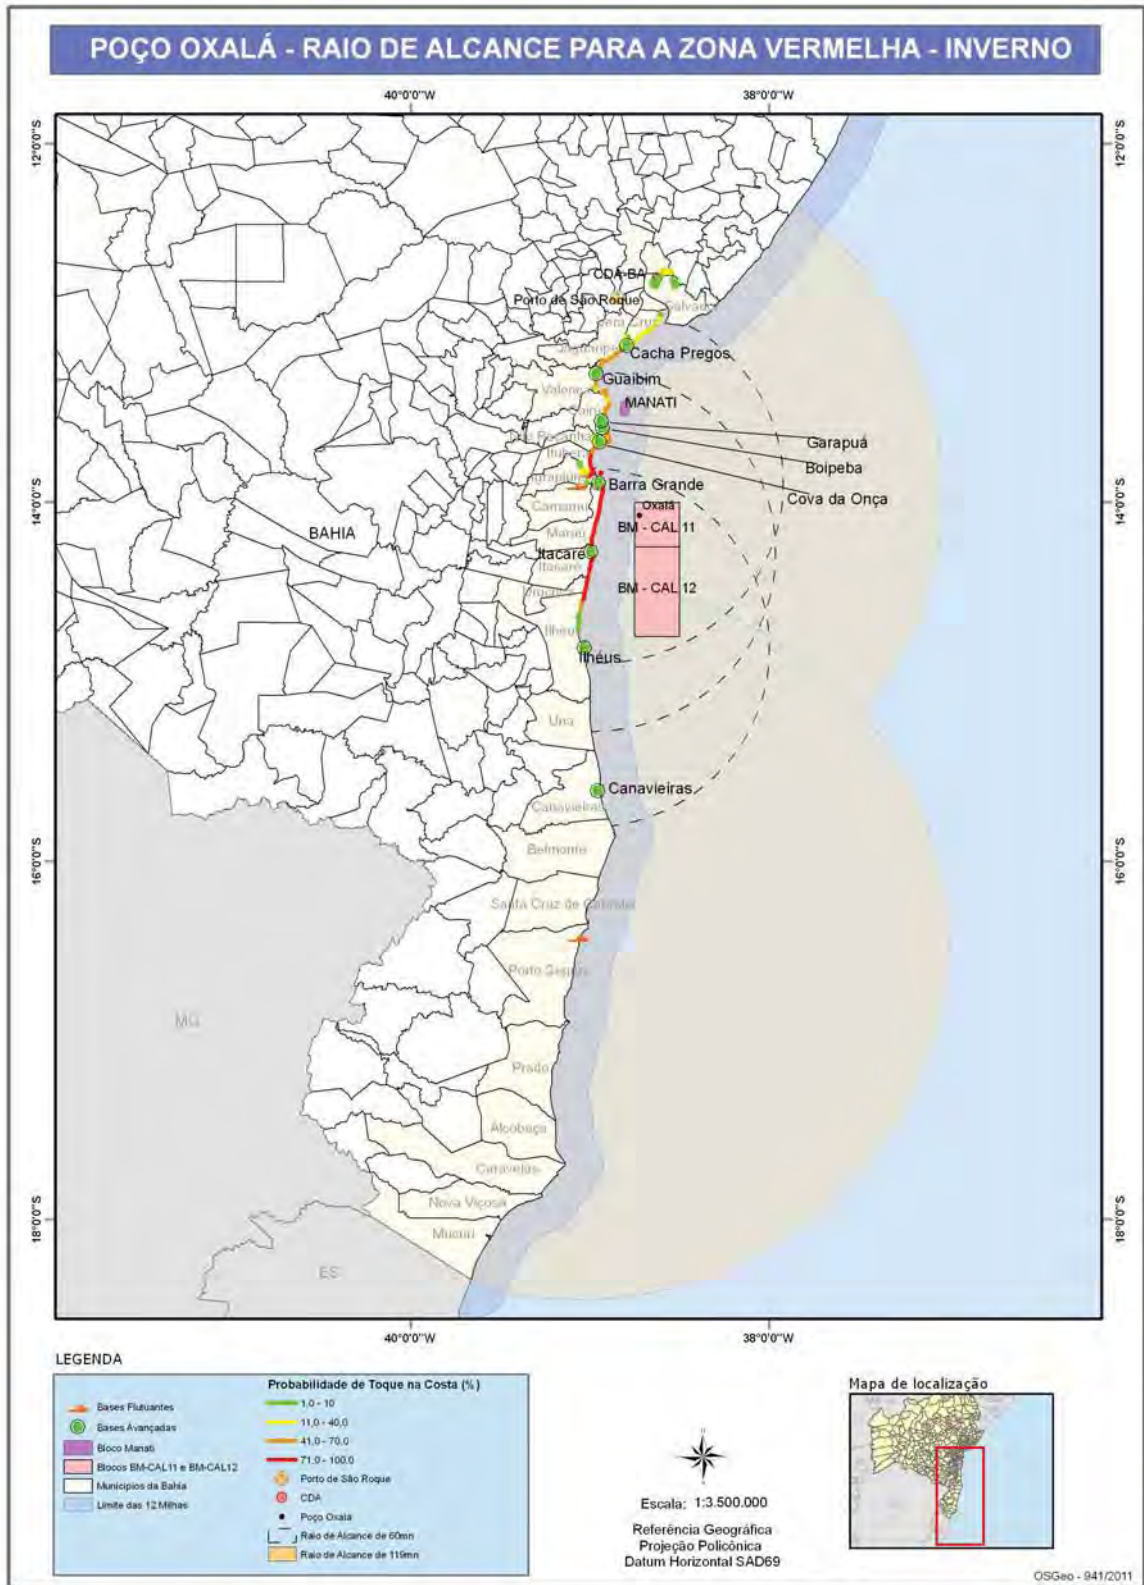 POÇO OXALÁ - RAIO DE ALCANCE PARA A ZONA VERMELHA - INVERNO
40°0'0"W
38°0'0"W
12°0'0"S
12°0'0"S
CDA-BA
Porto de São Roque
Salvador
Vera Cruz
Jaguaripe
Cacha Pregos
Guaibim
Valença
MANATI
Cairu
Garapuá
Boipeba
Cova da Onça
Barra Grande
14°0'0"S
14°0'0"S
Camamu
Oxalá
BM - CAL 11
BAHIA
Maraú
Itacaré
Itacaré
BM - CAL 12
Ilhéus
Ilhéus
Una
Canavieiras
Canavieiras
Belmonte
16°0'0"S
16°0'0"S
Santa Cruz de Cabrália
Porto Seguro
MG
Prado
Alcobaça
Caravelas
Nova Viçosa
Mucuri
18°0'0"S
18°0'0"S
ES
40°0'0"W
38°0'0"W
LEGENDA
Bases Flutuantes
Bases Avançadas
Bloco Manati
Blocos BM-CAL11 e BM-CAL12
Municípios da Bahia
Limite das 12 Milhas
Probabilidade de Toque na Costa (%)
1,0 - 10
11,0 - 40,0
41,0 - 70,0
71,0 - 100,0
Porto de São Roque
CDA
Poço Oxalá
Raio de Alcance de 60mn
Raio de Alcance de 119mn
Escala: 1:3.500.000
Referência Geográfica
Projeção Policônica
Datum Horizontal SAD69
Mapa de localização
OSGeo - 941/2011